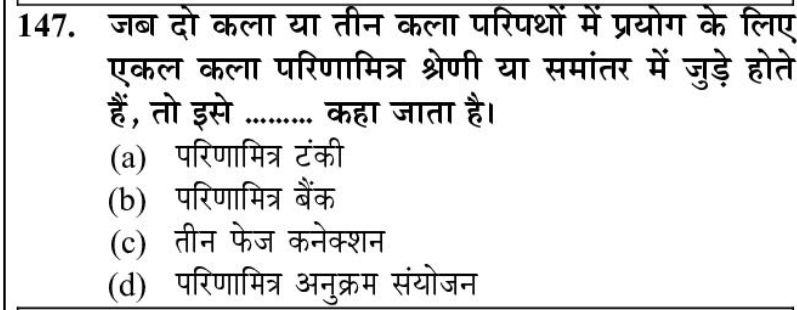 147. जब दो कला या तीन कला परिपथों में प्रयोग के लिए
एकल कला परिणामित्र श्रेणी या समांतर में जुड़े होते
हैं, तो इसे ......... कहा जाता है।
(a) परिणामित्र टंकी
(b) परिणामित्र बैंक
(c) तीन फेज कनेक्शन
(d) परिणामित्र अनुक्रम संयोजन